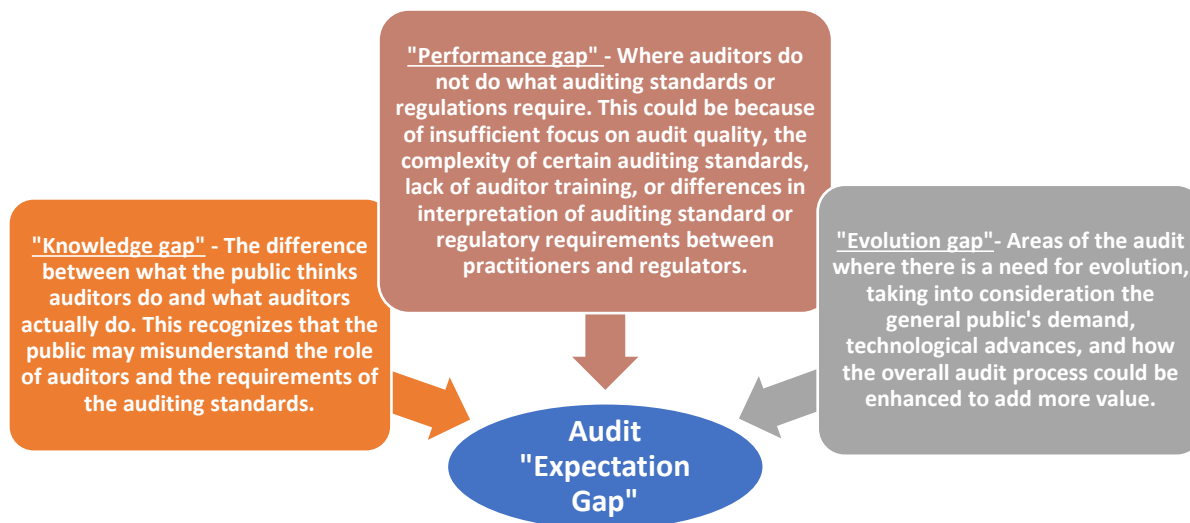 "Performance gap" - Where auditors do
not do what auditing standards or
regulations require. This could be because
of insufficient focus on audit quality, the
complexity of certain auditing standards,
lack of auditor training, or differences in
interpretation of auditing standard or
regulatory requirements between
practitioners and regulators.
"Knowledge gap" - The difference
between what the public thinks
auditors do and what auditors
actually do. This recognizes that the
public may misunderstand the role
of auditors and the requirements of
the auditing standards.
"Evolution gap"- Areas of the audit
where there is a need for evolution,
taking into consideration the
general public's demand,
technological advances, and how
the overall audit process could be
enhanced to add more value.
Audit
"Expectation
Gap"